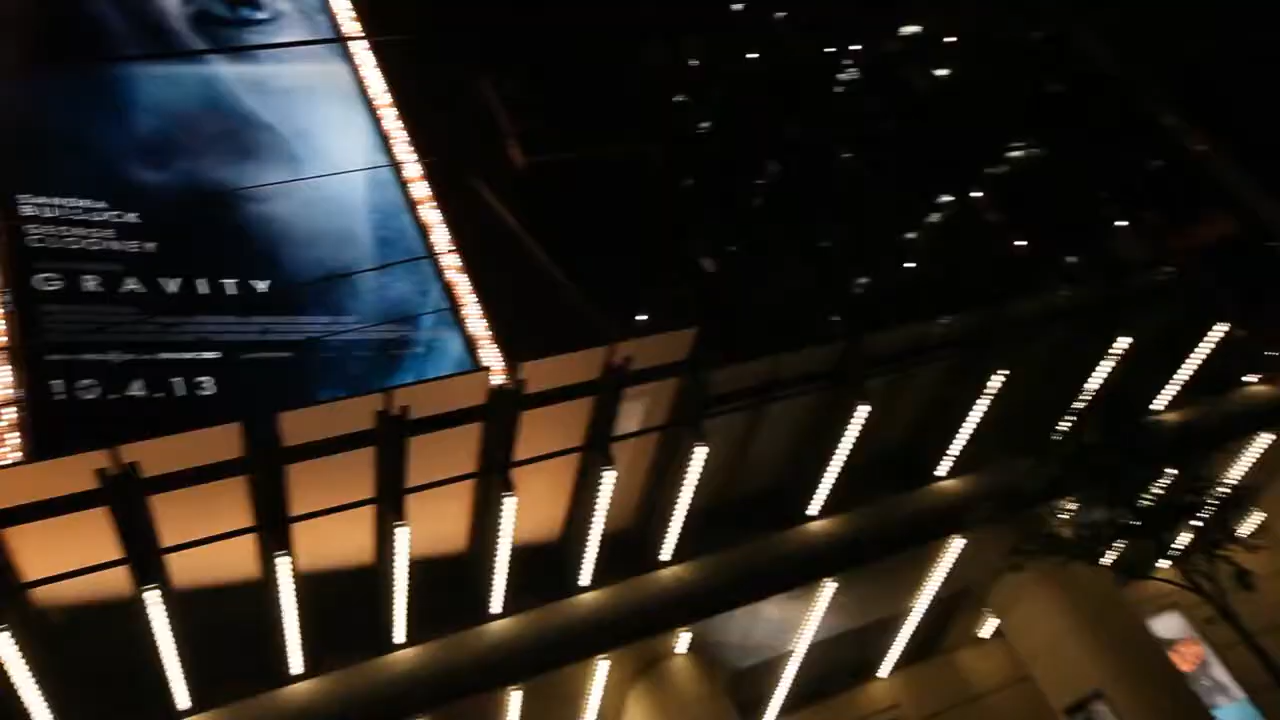 SANDRA
BULLOCK
GEORGE
CLOONEY
GRAVITY
10.4.13